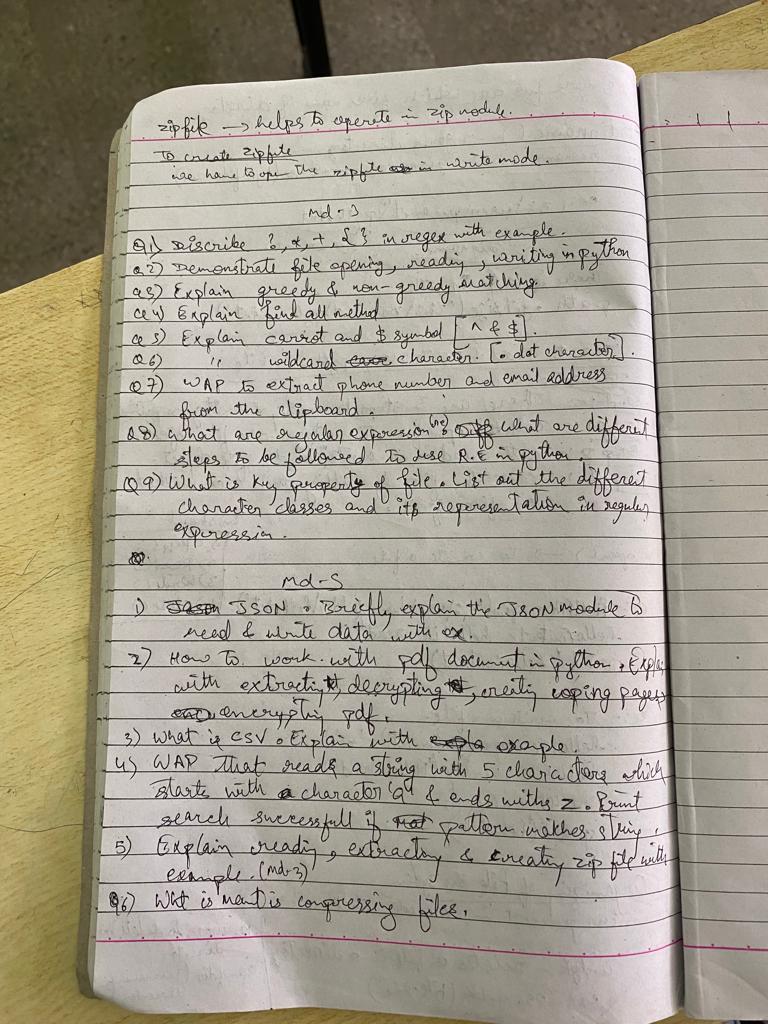 zipfile → helps to operate in zip module.
To create zipfile
we have to open the zipfile in write mode.
Md-3
Q1) Discribe ?, *, +, { } in regex with example.
Q2) Demonstrate file opening, reading, writing in python
Q3) Explain greedy & non-greedy matching.
Q4) Explain find all method
Q5) Explain carrot and $ symbol [^ & $].
Q6) " wildcard character. [. dot character].
Q7) WAP to extract phone number and email address
from the clipboard.
Q8) What are regular expression(re)? What are different
steps to be followed to use R.E in python.
Q9) What is key property of file. List out the different
character classes and its representation in regular
expression.
Md-5
1) JSON. Briefly explain the JSON module to
read & write data with ex.
2) How to work with pdf document in python. Explain
with extracting, decrypting, creating coping pages,
encrypting pdf.
3) What is CSV. Explain with example.
4) WAP that reads a string with 5 characters which
starts with a character 'a' & ends with z. Print
search successfull if pattern matches string.
5) Explain reading, extracting & creating zip file with
example. (Md-3)
Q6) Wht is ment is compressing files.